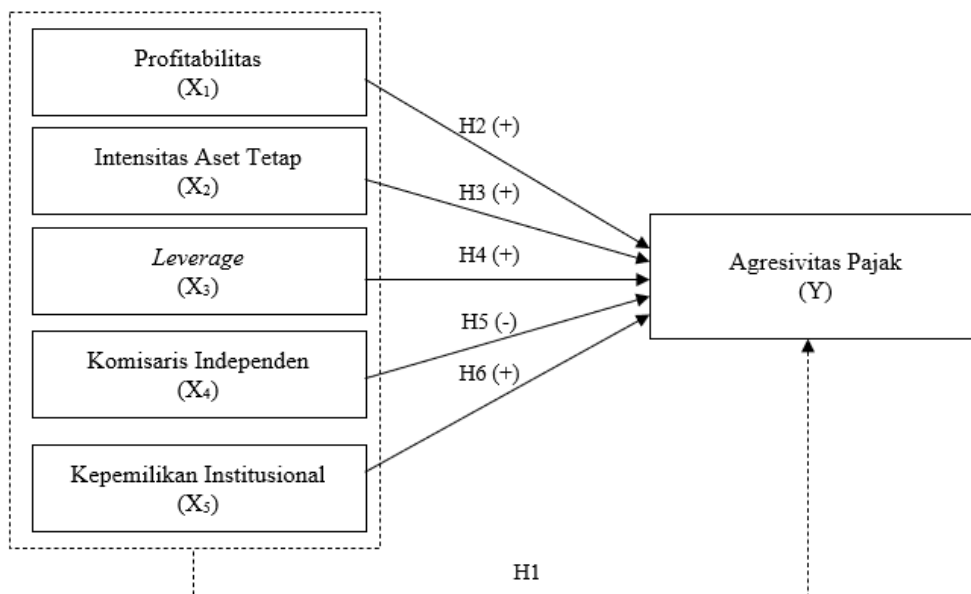 Profitabilitas
(X₁)
H2 (+)
Intensitas Aset Tetap
(X₂)
H3 (+)
Leverage
(X₃)
H4 (+)
Agresivitas Pajak
(Y)
H5 (-)
Komisaris Independen
(X₄)
H6 (+)
Kepemilikan Institusional
(X₅)
H1